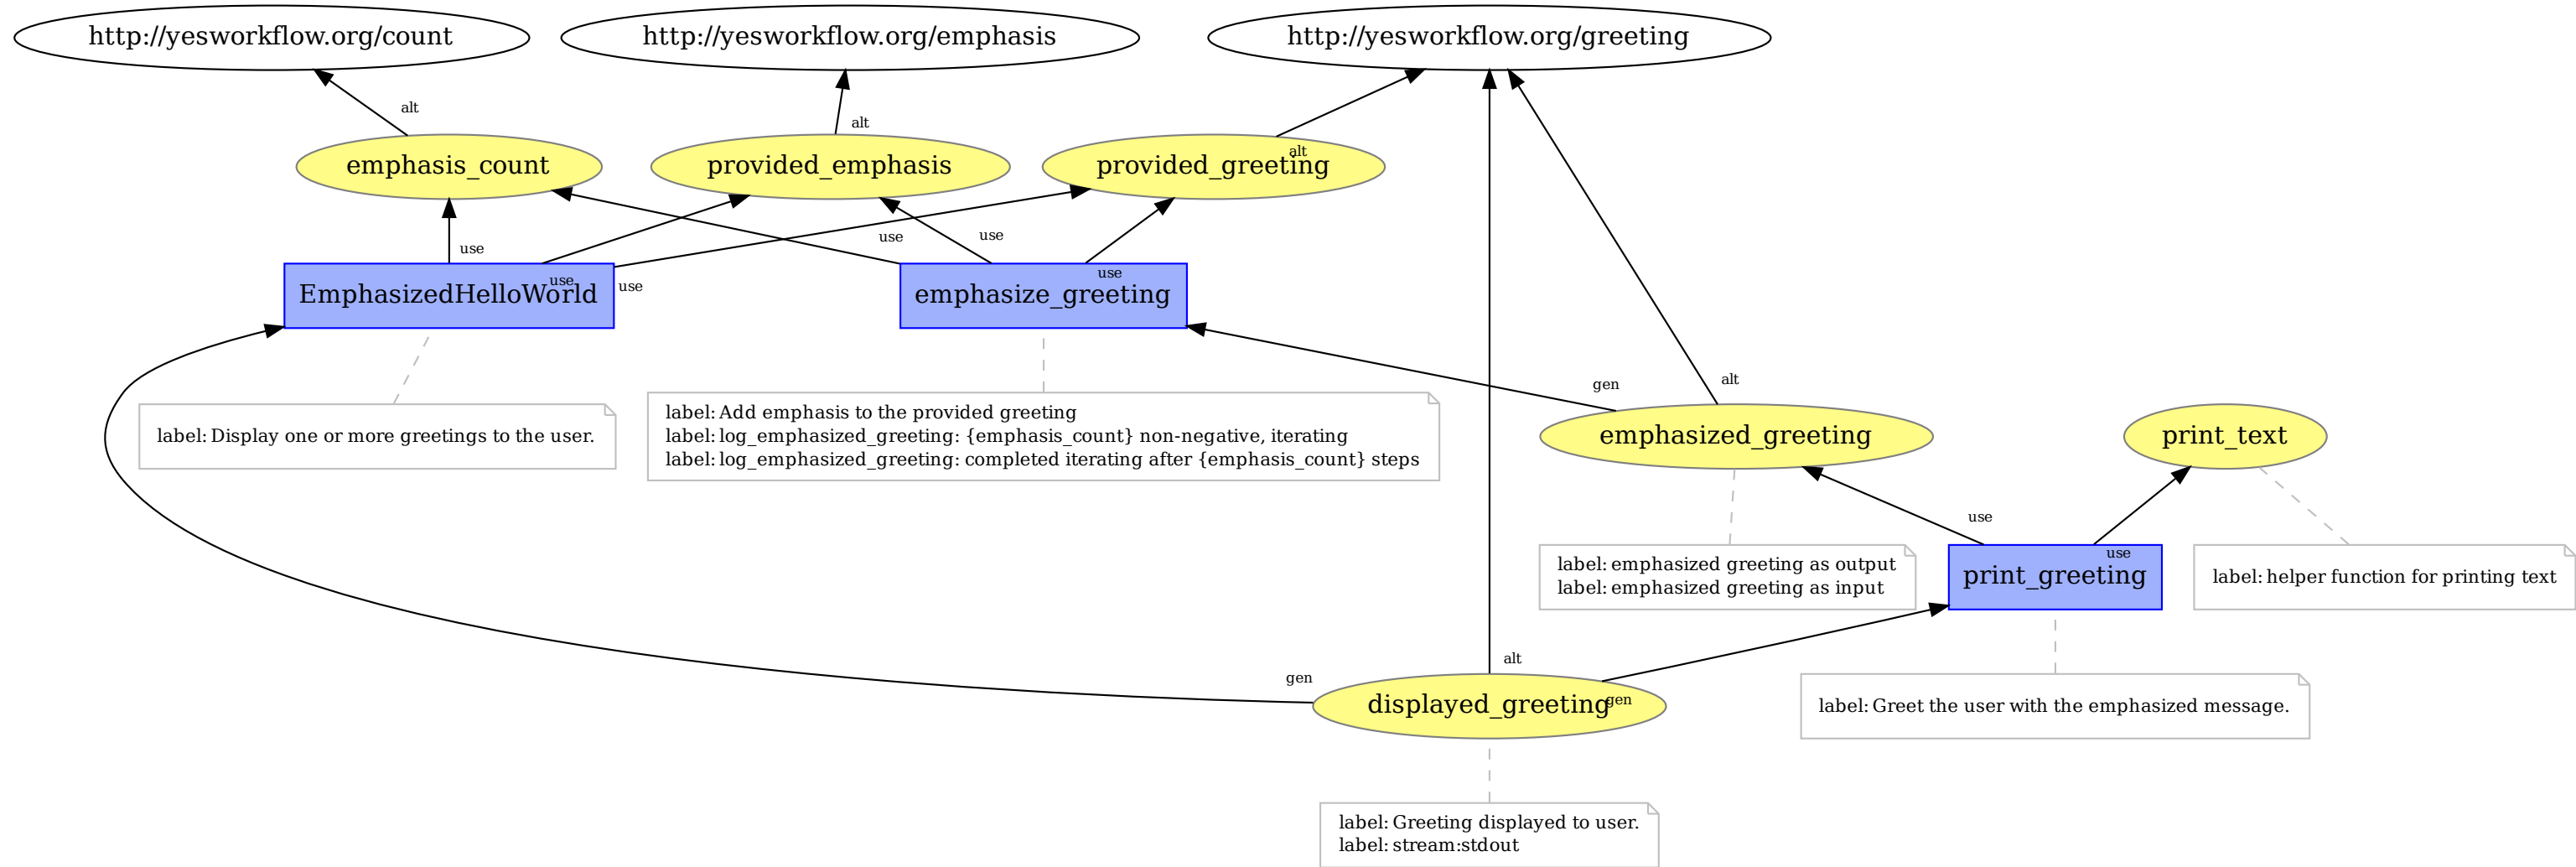 http://yesworkflow.org/count
http://yesworkflow.org/emphasis
http://yesworkflow.org/greeting
alt
alt
alt
emphasis_count
provided_emphasis
provided_greeting
use
use
use
use
use
use
EmphasizedHelloWorld
emphasize_greeting
gen
alt
label: Display one or more greetings to the user.
label: Add emphasis to the provided greeting
label: log_emphasized_greeting: {emphasis_count} non-negative, iterating
label: log_emphasized_greeting: completed iterating after {emphasis_count} steps
emphasized_greeting
print_text
use
use
label: emphasized greeting as output
label: emphasized greeting as input
print_greeting
label: helper function for printing text
gen
alt
gen
displayed_greeting
label: Greet the user with the emphasized message.
label: Greeting displayed to user.
label: stream:stdout